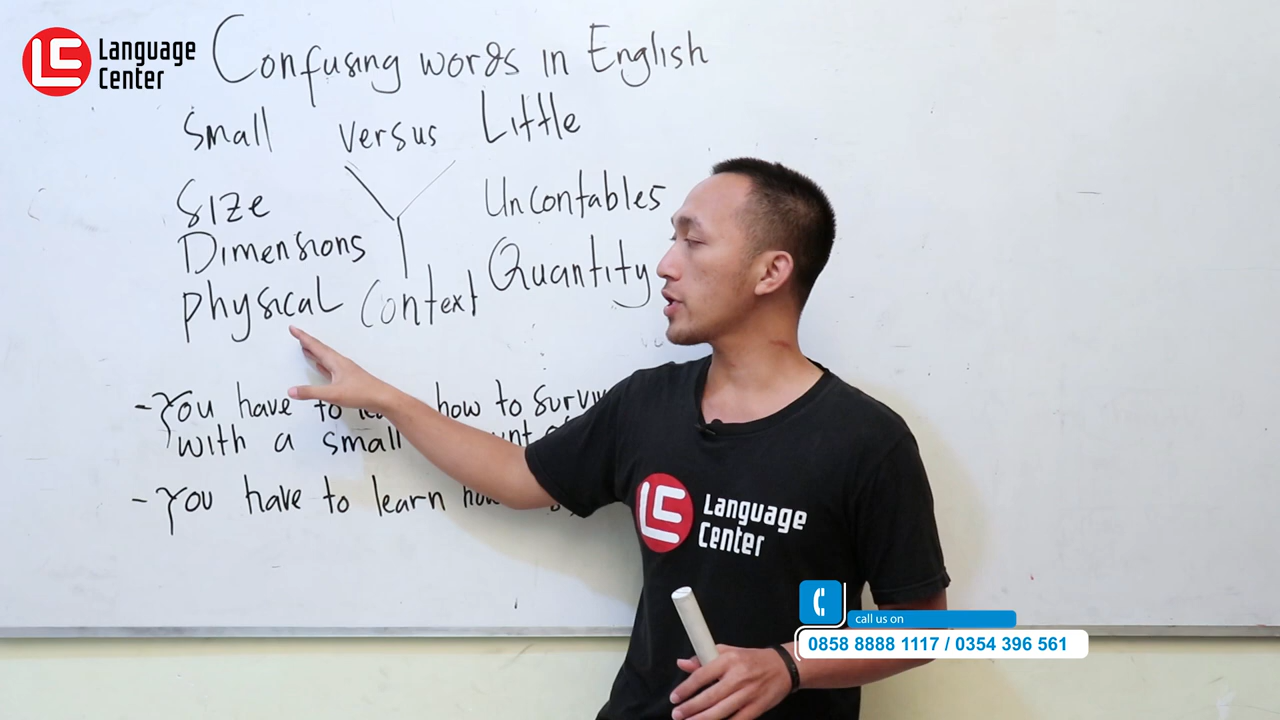 Language
Center
Confusing words in English
Small versus Little
Size
Dimensions
Physical Context
Uncontables
Quantity
- You have to how to
with a small
- You have to learn
Language
Center
call us on
0858 8888 1117 / 0354 396 561